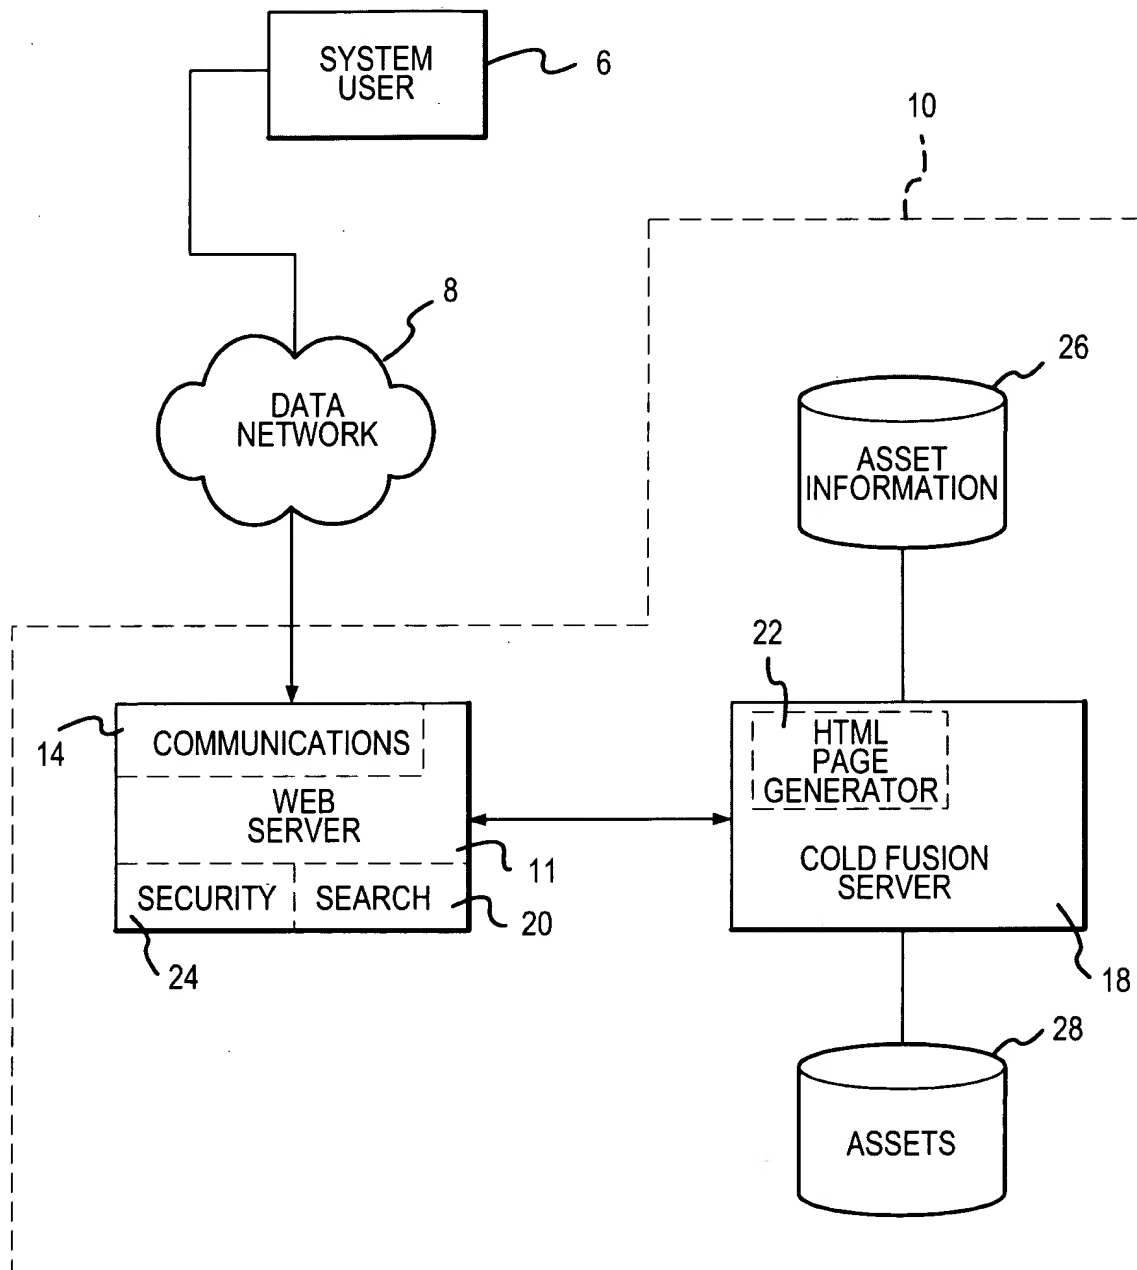 SYSTEM
USER
6
10
8
DATA
NETWORK
26
ASSET
INFORMATION
22
14
COMMUNICATIONS
HTML
PAGE
GENERATOR
WEB
SERVER
11
COLD FUSION
SERVER
SECURITY
SEARCH
20
24
18
28
ASSETS